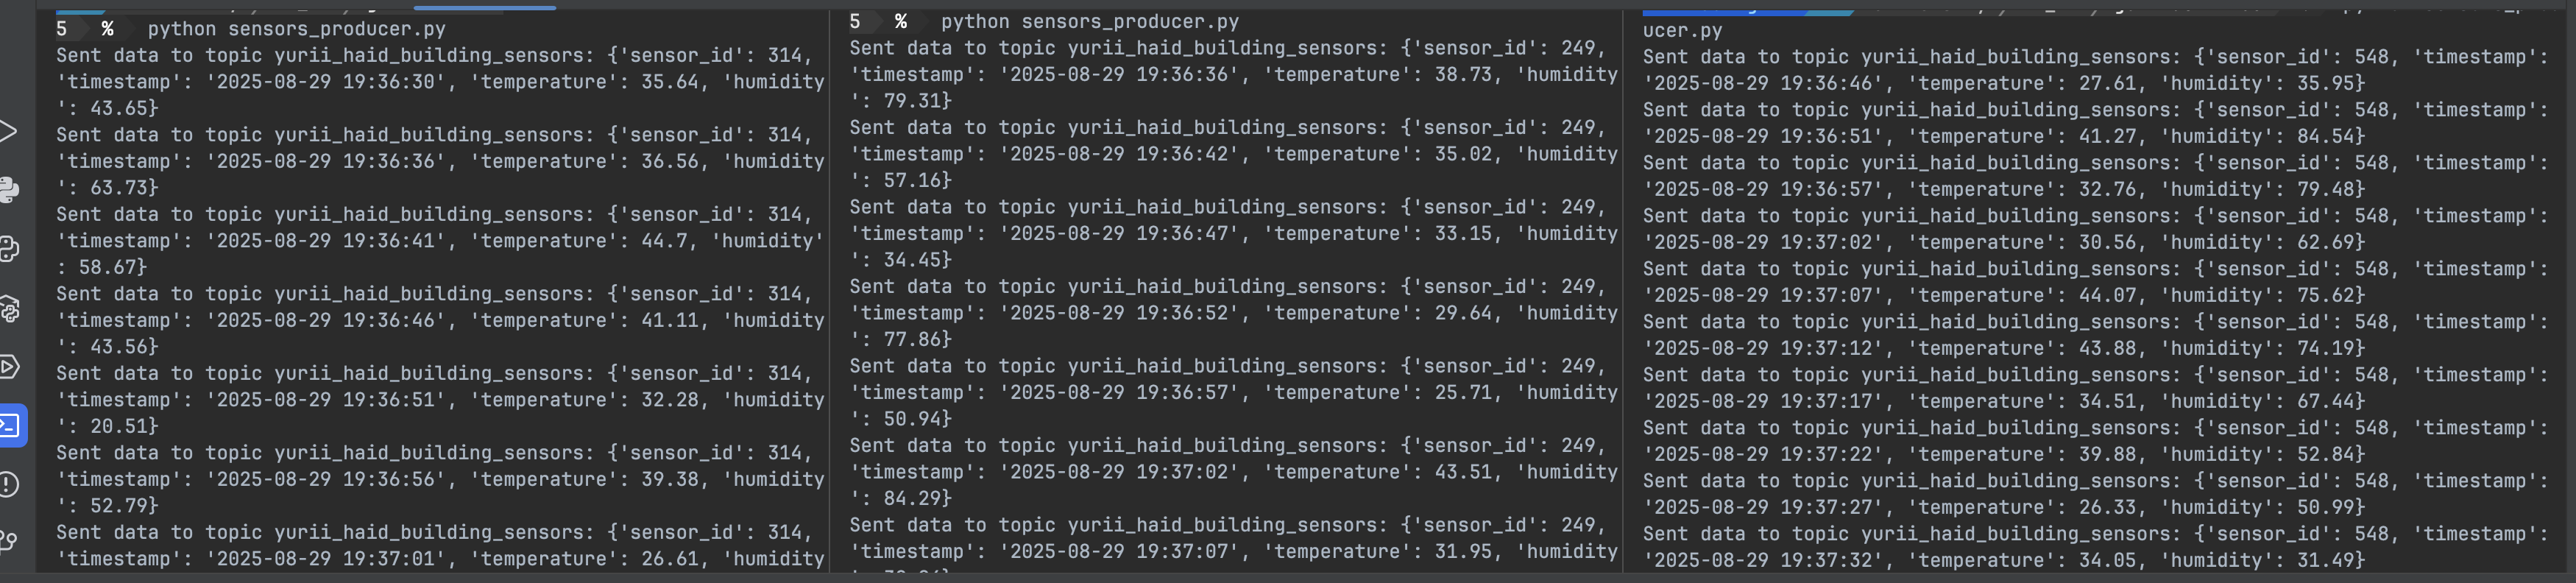 5 % python sensors_producer.py
Sent data to topic yurii_haid_building_sensors: {'sensor_id': 314,
'timestamp': '2025-08-29 19:36:30', 'temperature': 35.64, 'humidity
': 43.65}
Sent data to topic yurii_haid_building_sensors: {'sensor_id': 314,
'timestamp': '2025-08-29 19:36:36', 'temperature': 36.56, 'humidity
': 63.73}
Sent data to topic yurii_haid_building_sensors: {'sensor_id': 314,
'timestamp': '2025-08-29 19:36:41', 'temperature': 44.7, 'humidity'
: 58.67}
Sent data to topic yurii_haid_building_sensors: {'sensor_id': 314,
'timestamp': '2025-08-29 19:36:46', 'temperature': 41.11, 'humidity
': 43.56}
Sent data to topic yurii_haid_building_sensors: {'sensor_id': 314,
'timestamp': '2025-08-29 19:36:51', 'temperature': 32.28, 'humidity
': 20.51}
Sent data to topic yurii_haid_building_sensors: {'sensor_id': 314,
'timestamp': '2025-08-29 19:36:56', 'temperature': 39.38, 'humidity
': 52.79}
Sent data to topic yurii_haid_building_sensors: {'sensor_id': 314,
'timestamp': '2025-08-29 19:37:01', 'temperature': 26.61, 'humidity
5 % python sensors_producer.py
Sent data to topic yurii_haid_building_sensors: {'sensor_id': 249,
'timestamp': '2025-08-29 19:36:36', 'temperature': 38.73, 'humidity
': 79.31}
Sent data to topic yurii_haid_building_sensors: {'sensor_id': 249,
'timestamp': '2025-08-29 19:36:42', 'temperature': 35.02, 'humidity
': 57.16}
Sent data to topic yurii_haid_building_sensors: {'sensor_id': 249,
'timestamp': '2025-08-29 19:36:47', 'temperature': 33.15, 'humidity
': 34.45}
Sent data to topic yurii_haid_building_sensors: {'sensor_id': 249,
'timestamp': '2025-08-29 19:36:52', 'temperature': 29.64, 'humidity
': 77.86}
Sent data to topic yurii_haid_building_sensors: {'sensor_id': 249,
'timestamp': '2025-08-29 19:36:57', 'temperature': 25.71, 'humidity
': 50.94}
Sent data to topic yurii_haid_building_sensors: {'sensor_id': 249,
'timestamp': '2025-08-29 19:37:02', 'temperature': 43.51, 'humidity
': 84.29}
Sent data to topic yurii_haid_building_sensors: {'sensor_id': 249,
'timestamp': '2025-08-29 19:37:07', 'temperature': 31.95, 'humidity
ucer.py
Sent data to topic yurii_haid_building_sensors: {'sensor_id': 548, 'timestamp':
'2025-08-29 19:36:46', 'temperature': 27.61, 'humidity': 35.95}
Sent data to topic yurii_haid_building_sensors: {'sensor_id': 548, 'timestamp':
'2025-08-29 19:36:51', 'temperature': 41.27, 'humidity': 84.54}
Sent data to topic yurii_haid_building_sensors: {'sensor_id': 548, 'timestamp':
'2025-08-29 19:36:57', 'temperature': 32.76, 'humidity': 79.48}
Sent data to topic yurii_haid_building_sensors: {'sensor_id': 548, 'timestamp':
'2025-08-29 19:37:02', 'temperature': 30.56, 'humidity': 62.69}
Sent data to topic yurii_haid_building_sensors: {'sensor_id': 548, 'timestamp':
'2025-08-29 19:37:07', 'temperature': 44.07, 'humidity': 75.62}
Sent data to topic yurii_haid_building_sensors: {'sensor_id': 548, 'timestamp':
'2025-08-29 19:37:12', 'temperature': 43.88, 'humidity': 74.19}
Sent data to topic yurii_haid_building_sensors: {'sensor_id': 548, 'timestamp':
'2025-08-29 19:37:17', 'temperature': 34.51, 'humidity': 67.44}
Sent data to topic yurii_haid_building_sensors: {'sensor_id': 548, 'timestamp':
'2025-08-29 19:37:22', 'temperature': 39.88, 'humidity': 52.84}
Sent data to topic yurii_haid_building_sensors: {'sensor_id': 548, 'timestamp':
'2025-08-29 19:37:27', 'temperature': 26.33, 'humidity': 50.99}
Sent data to topic yurii_haid_building_sensors: {'sensor_id': 548, 'timestamp':
'2025-08-29 19:37:32', 'temperature': 34.05, 'humidity': 31.49}